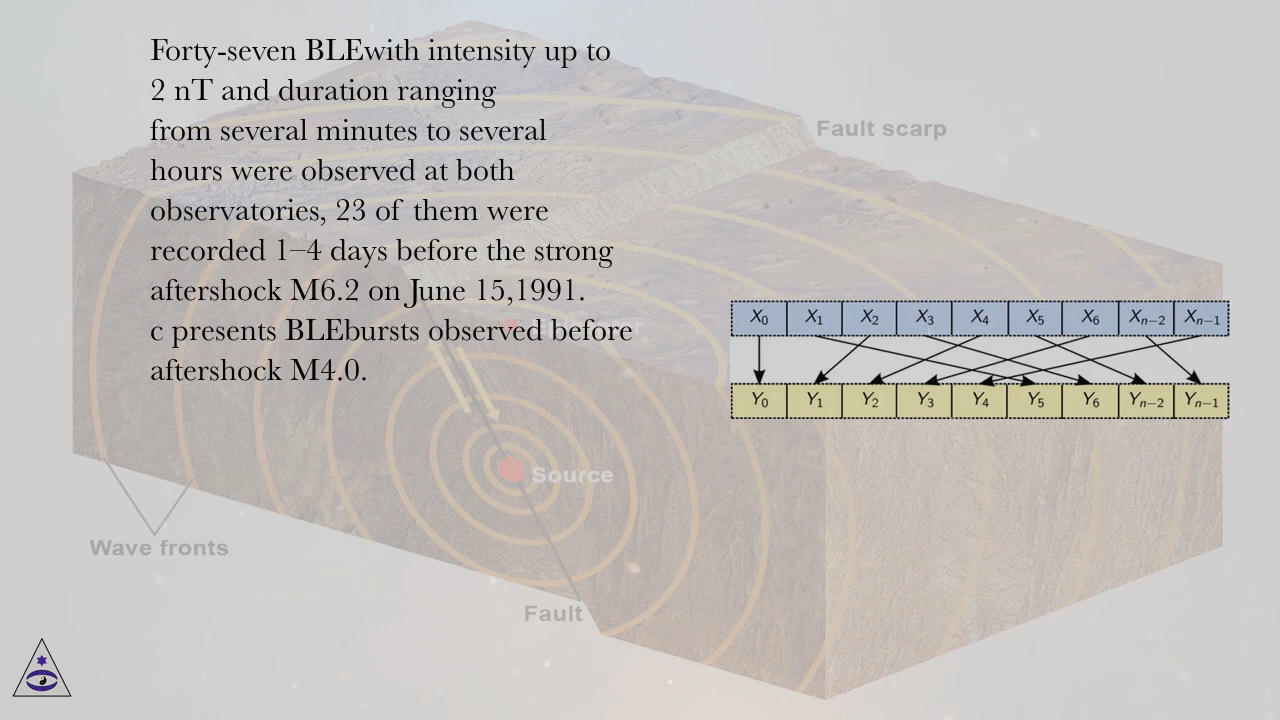 Forty-seven BLEwith intensity up to
2 nT and duration ranging
from several minutes to several
hours were observed at both
observatories, 23 of them were
recorded 1–4 days before the strong
aftershock M6.2 on June 15,1991.
c presents BLEbursts observed before
aftershock M4.0.
Fault scarp
X0 X1 X2 X3 X4 X5 X6 Xn−2 Xn−1
Y0 Y1 Y2 Y3 Y4 Y5 Y6 Yn−2 Yn−1
Source
Wave fronts
Fault